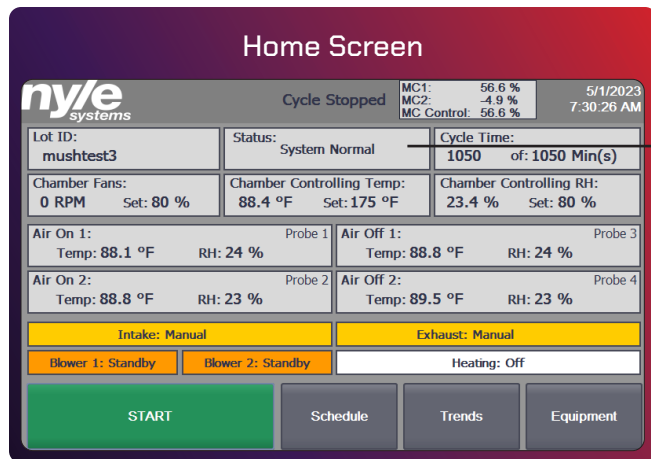 Home Screen
nyle systems
Cycle Stopped
MC1: 56.6 %
MC2: -4.9 %
MC Control: 56.6 %
5/1/2023
7:30:26 AM
Lot ID:
mushtest3
Status:
System Normal
Cycle Time:
1050 of: 1050 Min(s)
Chamber Fans:
0 RPM Set: 80 %
Chamber Controlling Temp:
88.4 °F Set: 175 °F
Chamber Controlling RH:
23.4 % Set: 80 %
Air On 1: Probe 1
Temp: 88.1 °F RH: 24 %
Air Off 1: Probe 3
Temp: 88.8 °F RH: 24 %
Air On 2: Probe 2
Temp: 88.8 °F RH: 23 %
Air Off 2: Probe 4
Temp: 89.5 °F RH: 23 %
Intake: Manual
Exhaust: Manual
Blower 1: Standby
Blower 2: Standby
Heating: Off
START
Schedule
Trends
Equipment